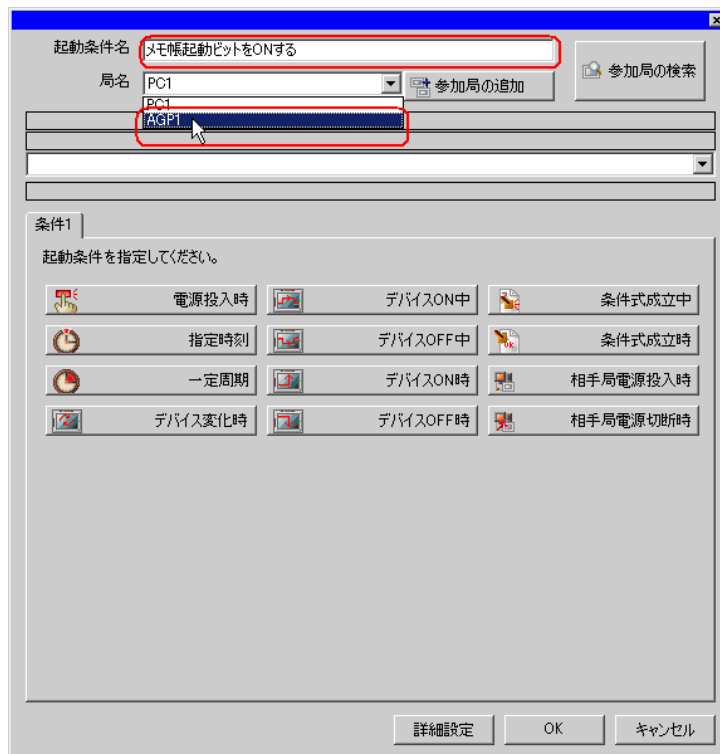 起動条件名 メモ帳起動ビットをONする
参加局の検索
局名 PC1 参加局の追加
PC1
AGP1
条件1
起動条件を指定してください。
電源投入時 デバイスON中 条件式成立中
指定時刻 デバイスOFF中 条件式成立時
一定周期 デバイスON時 相手局電源投入時
デバイス変化時 デバイスOFF時 相手局電源切断時
詳細設定 OK キャンセル